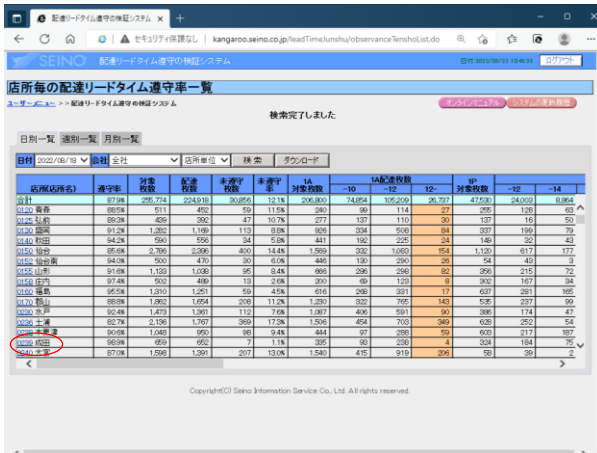 配達リードタイム遵守の検証システム
セキュリティ保護なし | kangaroo.seino.co.jp/leadTimeJunshu/observanceTenshoList.do
SEINO 配達リードタイム遵守の検証システム ログアウト
店所毎の配達リードタイム遵守率一覧
ユーザーメニュー >> 配達リードタイム遵守の検証システム オンラインマニュアル システムの更新履歴
検索完了しました
日別一覧 週別一覧 月別一覧
日付 2022/08/18 会社 全社 店所単位 検 索 ダウンロード
店所(店所名) 遵守率 対象枚数 配達枚数 未遵守枚数 未遵守率 1A対象枚数 1A配達枚数 1P対象枚数
-10 -12 12- -12 -14
合計 87.9% 255,774 224,918 30,856 12.1% 206,800 74,854 105,209 26,737 47,530 24,003 8,864
0120 青森 88.5% 511 452 59 11.5% 240 99 114 27 255 128 63
0125 弘前 89.3% 439 392 47 10.7% 277 137 110 30 137 16 50
0130 盛岡 91.2% 1,282 1,169 113 8.8% 926 334 508 84 337 199 79
0140 秋田 94.2% 590 556 34 5.8% 441 192 225 24 149 32 43
0150 仙台 85.6% 2,786 2,386 400 14.4% 1,569 332 1,083 154 1,120 617 177
0152 仙台南 94.0% 500 470 30 6.0% 446 130 290 26 54 43 3
0155 山形 91.6% 1,133 1,038 95 8.4% 666 286 298 82 356 215 72
0158 庄内 97.4% 502 489 13 2.6% 200 69 123 8 302 167 34
0160 福島 95.5% 1,310 1,251 59 4.5% 616 268 331 17 637 281 165
0170 郡山 88.8% 1,862 1,654 208 11.2% 1,230 322 765 143 535 237 99
0230 水戸 92.4% 1,473 1,361 112 7.6% 1,087 406 591 90 386 174 47
0236 土浦 82.7% 2,136 1,767 369 17.3% 1,506 454 703 349 628 252 54
0238 木更津 90.6% 1,048 950 98 9.4% 444 97 288 59 603 217 187
0239 成田 98.9% 659 652 7 1.1% 335 93 238 4 324 184 75
0240 大宮 87.0% 1,598 1,391 207 13.0% 1,540 415 919 206 58 39 2
Copyright(C) Seino Information Service Co., Ltd. All rights reserved.